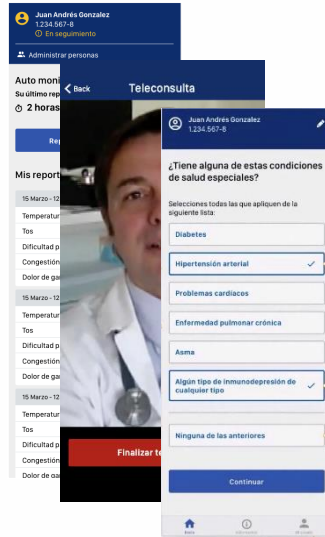 Juan Andrés Gonzalez
1.234.567-8
En seguimiento
Administrar personas
Auto moni
Su último rep
2 horas
Rep
Mis report
15 Marzo - 12
Temperatur
Tos
Dificultad p
Congestión
Dolor de ga
15 Marzo - 12
Temperatur
Tos
Dificultad p
Congestión
Dolor de ga
15 Marzo - 12
Temperatur
Tos
Dificultad p
Congestión
Dolor de ga
Back
Teleconsulta
Finalizar te
Juan Andrés Gonzalez
1.234.567-8
¿Tiene alguna de estas condiciones
de salud especiales?
Selecciones todas las que apliquen de la
siguiente lista:
Diabetes
Hipertensión arterial
Problemas cardíacos
Enfermedad pulmonar crónica
Asma
Algún tipo de inmunodepresión de
cualquier tipo
Ninguna de las anteriores
Continuar
Inicio